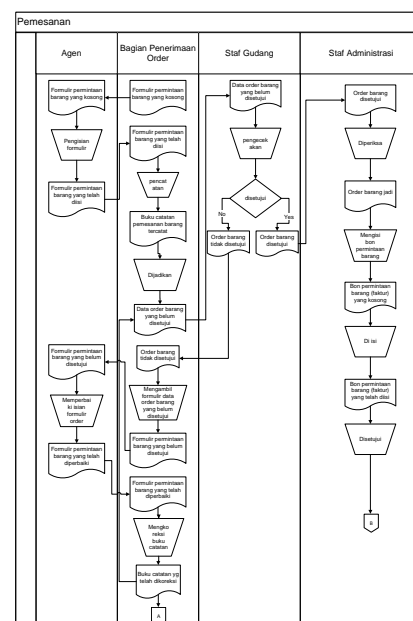 Pemesanan
Agen
Bagian Penerimaan
Order
Staf Gudang
Staf Administrasi
Formulir permintaan
barang yang kosong
Pengisian
formulir
Formulir permintaan
barang yang telah
diisi
Formulir permintaan
barang yang belum
disetujui
Memperbai
ki isian
formulir
order
Formulir permintaan
barang yang telah
diperbaiki
Formulir permintaan
barang yang kosong
Formulir permintaan
barang yang telah
diisi
pencat
atan
Buku catatan
pemesanan barang
tercatat
Dijadikan
Data order barang
yang belum
disetujui
Order barang
tidak disetujui
Mengambil
formulir data
order barang
yang belum
disetujui
Formulir permintaan
barang yang belum
disetujui
Formulir permintaan
barang yang telah
diperbaiki
Mengko
reksi
buku
catatan
Buku catatan yg
telah dikoreksi
A
Data order barang
yang belum
disetujui
pengecek
akan
disetujui
No
Yes
Order barang
tidak disetujui
Order barang
disetujui
Order barang
disetujui
Diperiksa
Order barang jadi
Mengisi
bon
permintaan
barang
Bon permintaan
barang (faktur)
yang kosong
Di isi
Bon permintaan
barang (faktur)
yang telah diisi
Disetujui
B